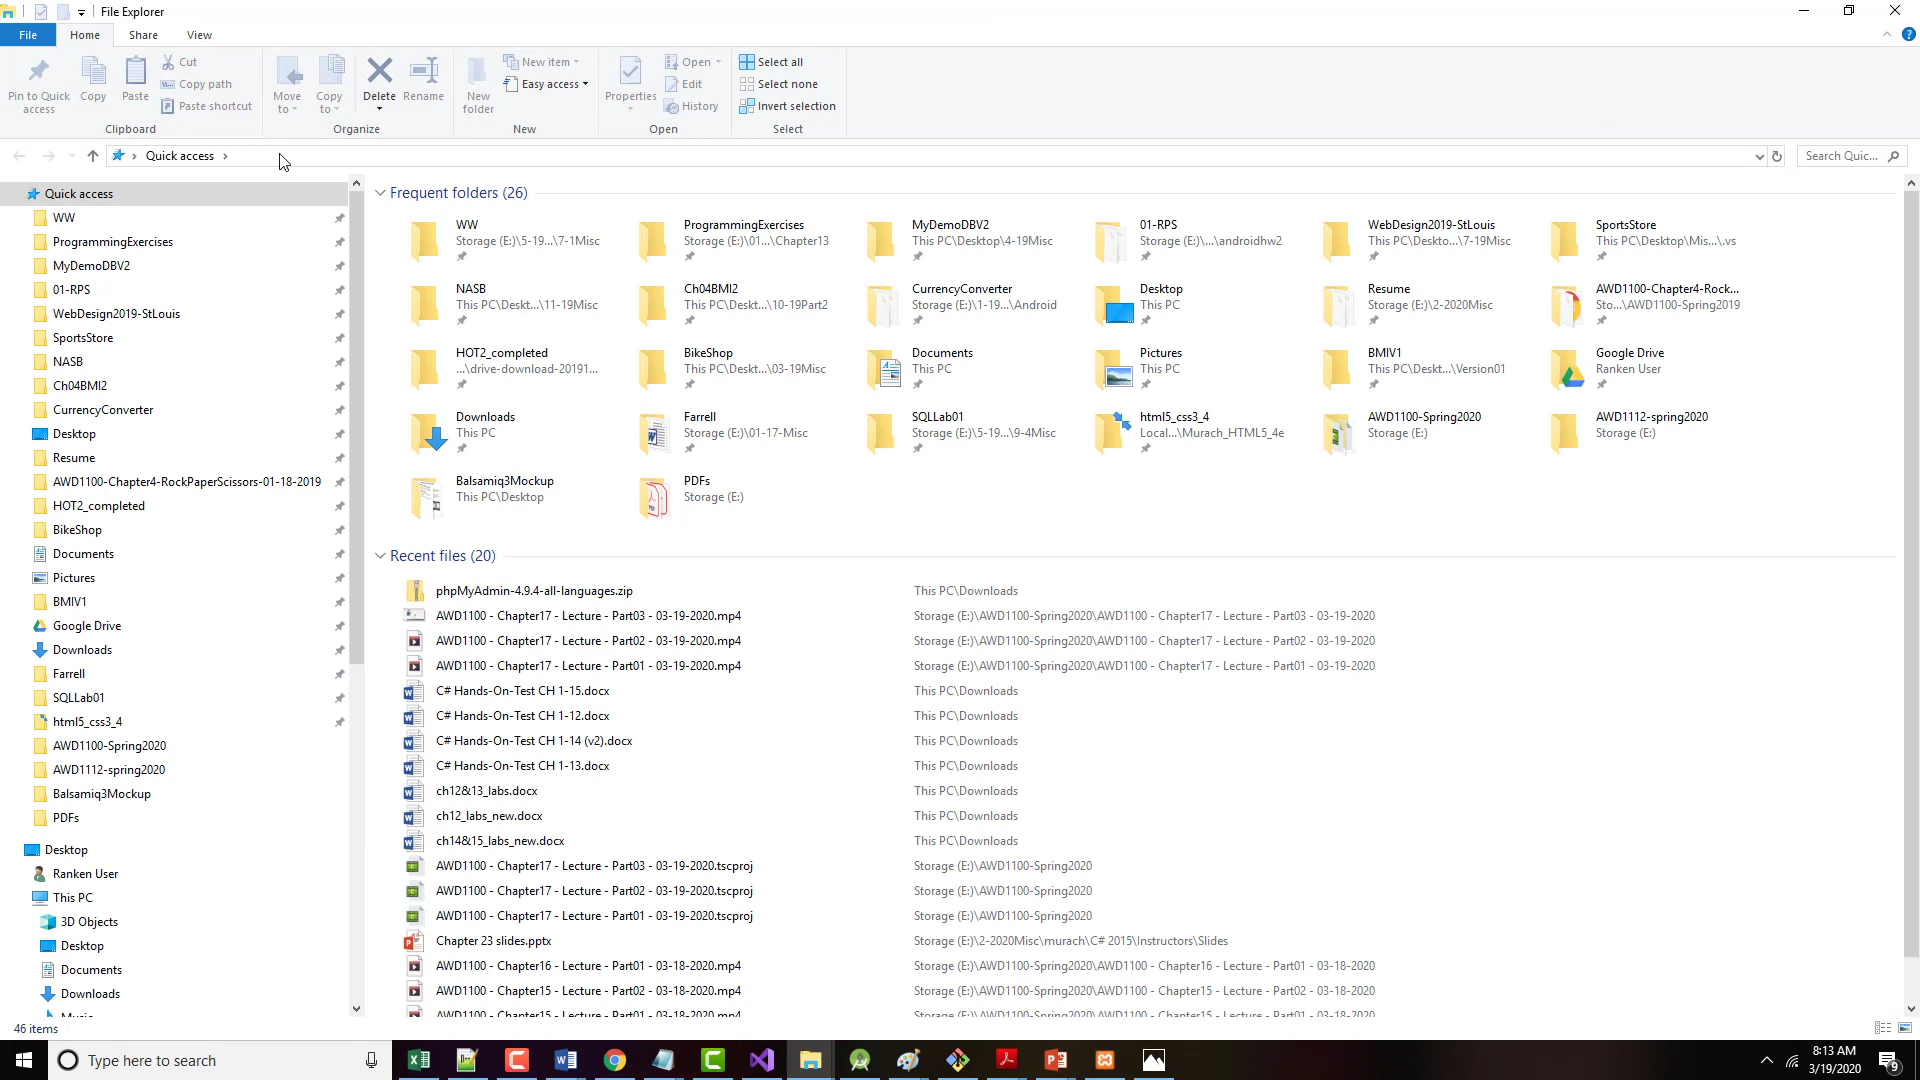 File Explorer
File Home Share View
Pin to Quick access
Copy
Paste
Cut
Copy path
Paste shortcut
Clipboard
Move to
Copy to
Delete
Rename
Organize
New folder
New item
Easy access
New
Properties
Open
Edit
History
Open
Select all
Select none
Invert selection
Select
Quick access
Search Quic...
Quick access
WW
ProgrammingExercises
MyDemoDBV2
01-RPS
WebDesign2019-StLouis
SportsStore
NASB
Ch04BMI2
CurrencyConverter
Desktop
Resume
AWD1100-Chapter4-RockPaperScissors-01-18-2019
HOT2_completed
BikeShop
Documents
Pictures
BMIV1
Google Drive
Downloads
Farrell
SQLLab01
html5_css3_4
AWD1100-Spring2020
AWD1112-spring2020
Balsamiq3Mockup
PDFs
Desktop
Ranken User
This PC
3D Objects
Desktop
Documents
Downloads
Music
Frequent folders (26)
WW
Storage (E:)\5-19...\7-1Misc
ProgrammingExercises
Storage (E:)\01...\Chapter13
MyDemoDBV2
This PC\Desktop\4-19Misc
01-RPS
Storage (E:)\...\androidhw2
WebDesign2019-StLouis
This PC\Deskto...\7-19Misc
SportsStore
This PC\Desktop\Mis...\.vs
NASB
This PC\Deskt...\11-19Misc
Ch04BMI2
This PC\Deskt...\10-19Part2
CurrencyConverter
Storage (E:)\1-19...\Android
Desktop
This PC
Resume
Storage (E:)\2-2020Misc
AWD1100-Chapter4-Rock...
Sto...\AWD1100-Spring2019
HOT2_completed
...\drive-download-20191...
BikeShop
This PC\Deskt...\03-19Misc
Documents
This PC
Pictures
This PC
BMIV1
This PC\Deskt...\Version01
Google Drive
Ranken User
Downloads
This PC
Farrell
Storage (E:)\01-17-Misc
SQLLab01
Storage (E:)\5-19...\9-4Misc
html5_css3_4
Local...\Murach_HTML5_4e
AWD1100-Spring2020
Storage (E:)
AWD1112-spring2020
Storage (E:)
Balsamiq3Mockup
This PC\Desktop
PDFs
Storage (E:)
Recent files (20)
phpMyAdmin-4.9.4-all-languages.zip This PC\Downloads
AWD1100 - Chapter17 - Lecture - Part03 - 03-19-2020.mp4 Storage (E:)\AWD1100-Spring2020\AWD1100 - Chapter17 - Lecture - Part03 - 03-19-2020
AWD1100 - Chapter17 - Lecture - Part02 - 03-19-2020.mp4 Storage (E:)\AWD1100-Spring2020\AWD1100 - Chapter17 - Lecture - Part02 - 03-19-2020
AWD1100 - Chapter17 - Lecture - Part01 - 03-19-2020.mp4 Storage (E:)\AWD1100-Spring2020\AWD1100 - Chapter17 - Lecture - Part01 - 03-19-2020
C# Hands-On-Test CH 1-15.docx This PC\Downloads
C# Hands-On-Test CH 1-12.docx This PC\Downloads
C# Hands-On-Test CH 1-14 (v2).docx This PC\Downloads
C# Hands-On-Test CH 1-13.docx This PC\Downloads
ch12&13_labs.docx This PC\Downloads
ch12_labs_new.docx This PC\Downloads
ch14&15_labs_new.docx This PC\Downloads
AWD1100 - Chapter17 - Lecture - Part03 - 03-19-2020.tscproj Storage (E:)\AWD1100-Spring2020
AWD1100 - Chapter17 - Lecture - Part02 - 03-19-2020.tscproj Storage (E:)\AWD1100-Spring2020
AWD1100 - Chapter17 - Lecture - Part01 - 03-19-2020.tscproj Storage (E:)\AWD1100-Spring2020
Chapter 23 slides.pptx Storage (E:)\2-2020Misc\murach\C# 2015\Instructors\Slides
AWD1100 - Chapter16 - Lecture - Part01 - 03-18-2020.mp4 Storage (E:)\AWD1100-Spring2020\AWD1100 - Chapter16 - Lecture - Part01 - 03-18-2020
AWD1100 - Chapter15 - Lecture - Part02 - 03-18-2020.mp4 Storage (E:)\AWD1100-Spring2020\AWD1100 - Chapter15 - Lecture - Part02 - 03-18-2020
AWD1100 - Chapter15 - Lecture - Part01 - 03-18-2020.mp4 Storage (E:)\AWD1100-Spring2020\AWD1100 - Chapter15 - Lecture - Part01 - 03-18-2020
46 items
Type here to search
8:13 AM
3/19/2020
9